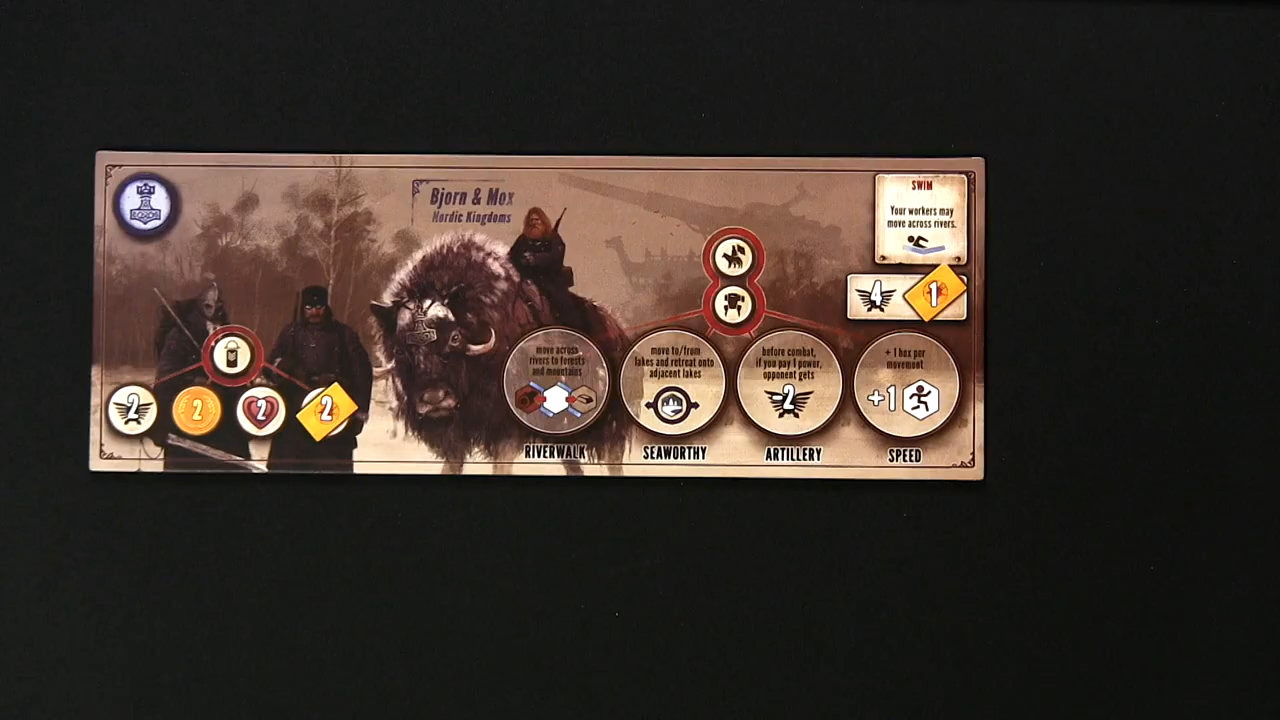 Bjorn & Mox
Nordic Kingdoms
SWIM
Your workers may
move across rivers.
4
1
2
2
2
2
move across
rivers to forests
and mountains
RIVERWALK
move to/from
lakes and retreat onto
adjacent lakes
SEAWORTHY
before combat,
if you pay 1 power,
opponent gets
-2
ARTILLERY
+ 1 hex per
movement
+1
SPEED